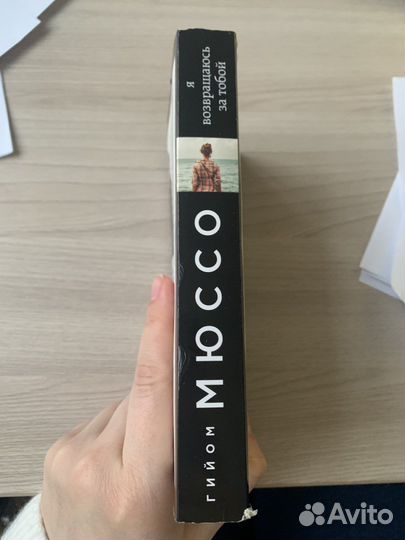 я
возвращаюсь
за тобой
гийом
МЮССО
Avito